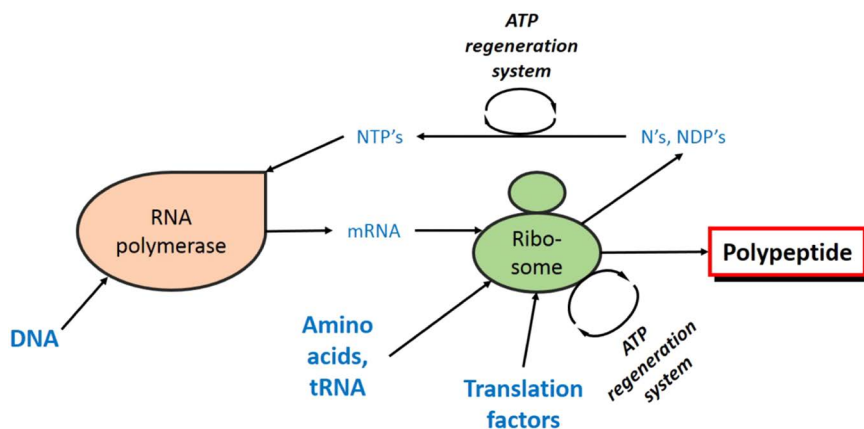 ATP
regeneration
system
NTP's
N's, NDP's
RNA
polymerase
mRNA
Ribo-
some
Polypeptide
DNA
Amino
acids,
tRNA
Translation
factors
ATP
regeneration
system